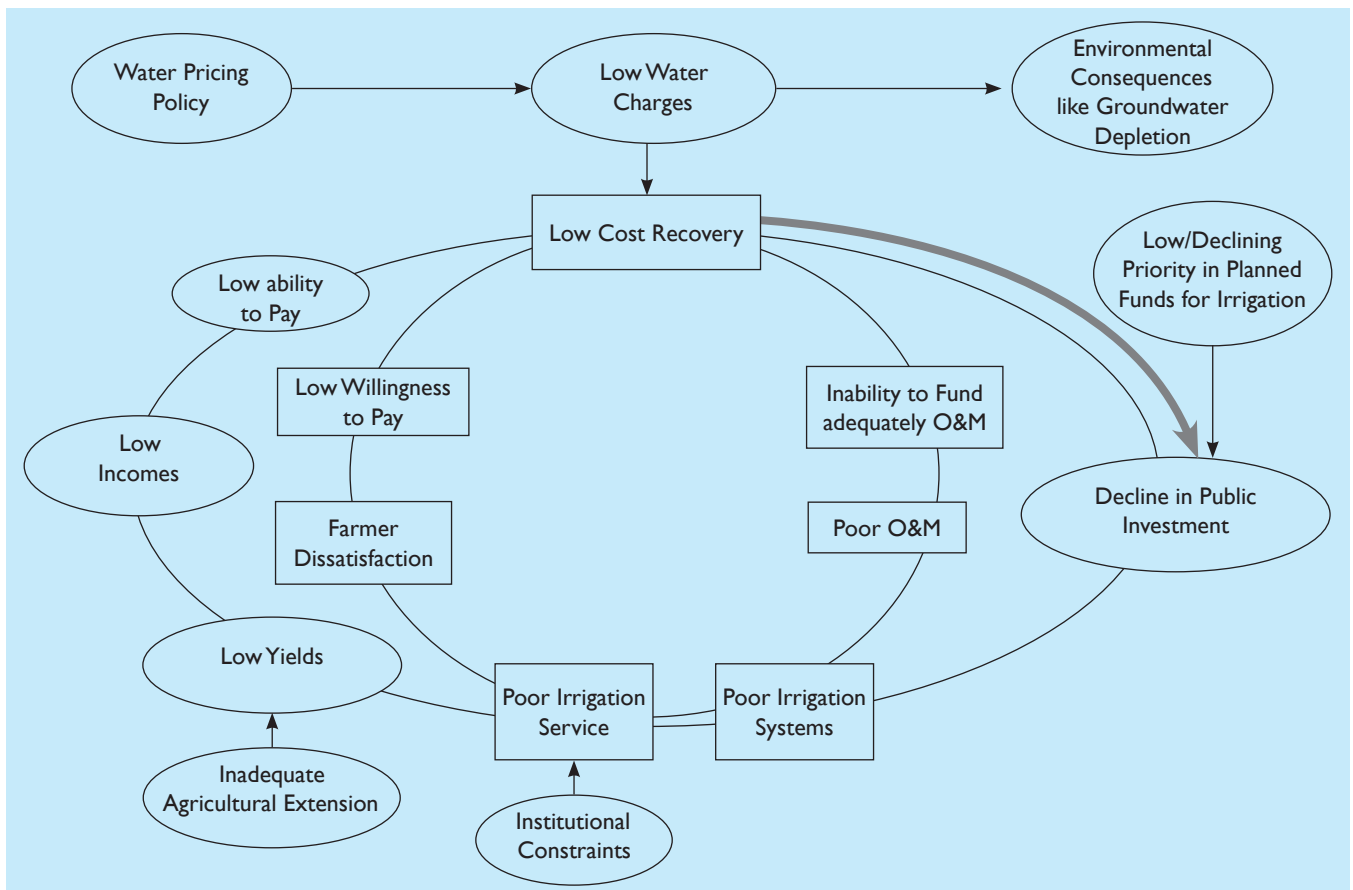 Water Pricing
Policy
Low Water
Charges
Environmental
Consequences
like Groundwater
Depletion
Low Cost Recovery
Low/Declining
Priority in Planned
Funds for Irrigation
Low ability
to Pay
Low Willingness
to Pay
Inability to Fund
adequately O&M
Low
Incomes
Decline in Public
Investment
Farmer
Dissatisfaction
Poor O&M
Low Yields
Poor Irrigation
Service
Poor Irrigation
Systems
Inadequate
Agricultural Extension
Institutional
Constraints